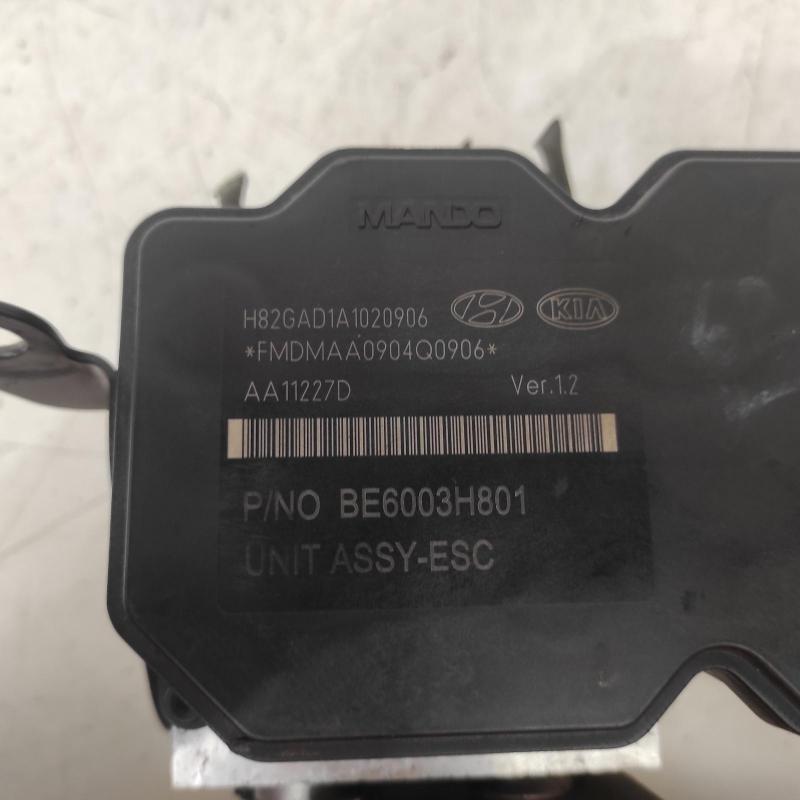 MANDO
H82GAD1A1020906 KIA
*FMDMAA0904Q0906*
AA11227D Ver.1.2
P/NO BE6003H801
UNIT ASSY-ESC